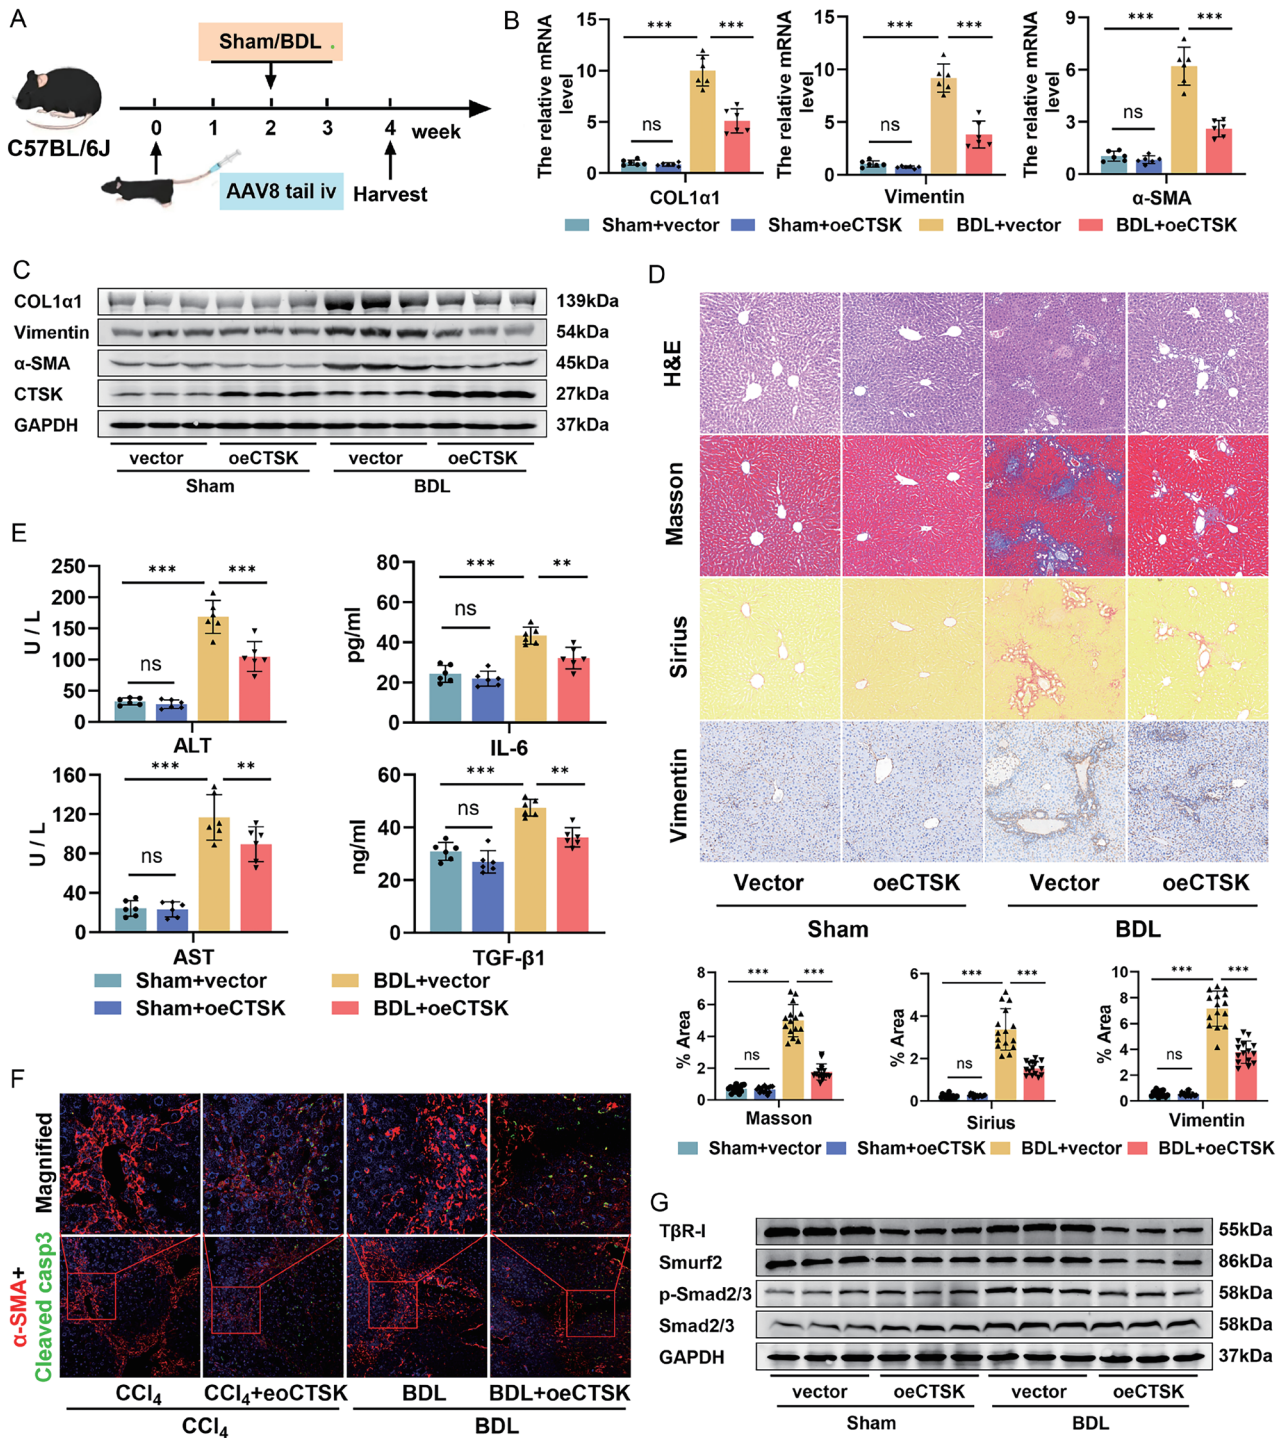 A
Sham/BDL
C57BL/6J
0 1 2 3 4 week
AAV8 tail iv
Harvest
B
The relative mRNA level
15
10
5
0
***
***
ns
COL1α1
The relative mRNA level
15
10
5
0
***
***
ns
Vimentin
The relative mRNA level
9
6
3
0
***
***
ns
α-SMA
Sham+vector Sham+oeCTSK BDL+vector BDL+oeCTSK
C
COL1α1 139kDa
Vimentin 54kDa
α-SMA 45kDa
CTSK 27kDa
GAPDH 37kDa
vector oeCTSK vector oeCTSK
Sham BDL
D
H&E
Masson
Sirius
Vimentin
Vector oeCTSK Vector oeCTSK
Sham BDL
% Area
8
6
4
2
0
***
***
ns
Masson
% Area
6
4
2
0
***
***
ns
Sirius
% Area
10
8
6
4
2
0
***
***
ns
Vimentin
Sham+vector Sham+oeCTSK BDL+vector BDL+oeCTSK
E
U / L
250
200
150
100
50
0
***
***
ns
ALT
pg/ml
80
60
40
20
0
***
**
ns
IL-6
U / L
160
120
80
40
0
***
**
ns
AST
ng/ml
60
40
20
0
***
**
ns
TGF-β1
Sham+vector BDL+vector
Sham+oeCTSK BDL+oeCTSK
F
Magnified
α-SMA+
Cleaved casp3
CCl4 CCl4+eoCTSK BDL BDL+oeCTSK
CCl4 BDL
G
TβR-I 55kDa
Smurf2 86kDa
p-Smad2/3 58kDa
Smad2/3 58kDa
GAPDH 37kDa
vector oeCTSK vector oeCTSK
Sham BDL